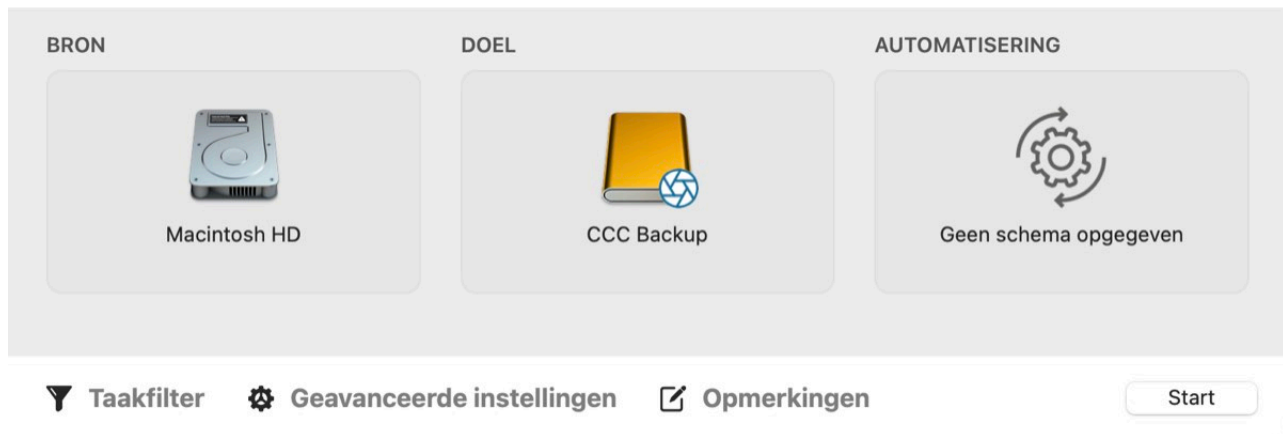 BRON
DOEL
AUTOMATISERING
Macintosh HD
CCC Backup
Geen schema opgegeven
Taakfilter
Geavanceerde instellingen
Opmerkingen
Start